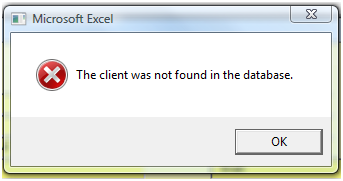 Microsoft Excel
The client was not found in the database.
OK